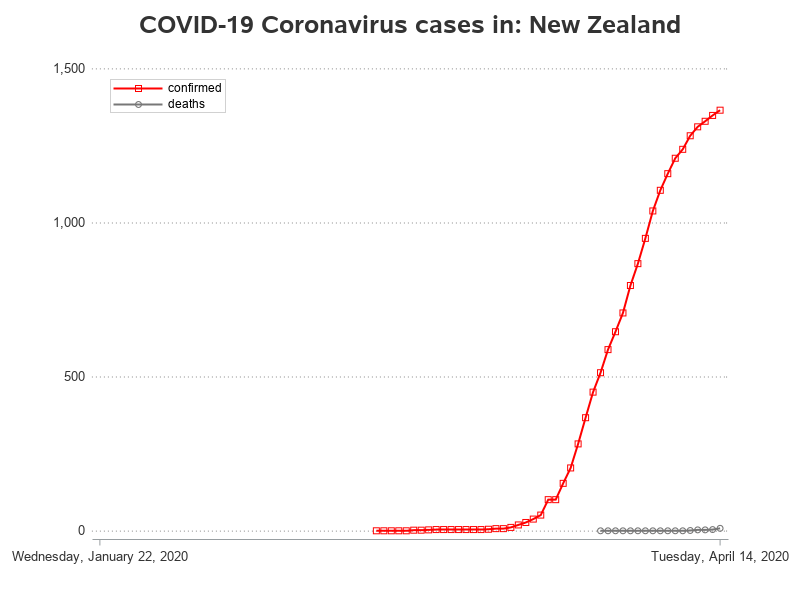 COVID-19 Coronavirus cases in: New Zealand
1,500
confirmed
deaths
1,000
500
0
Wednesday, January 22, 2020
Tuesday, April 14, 2020